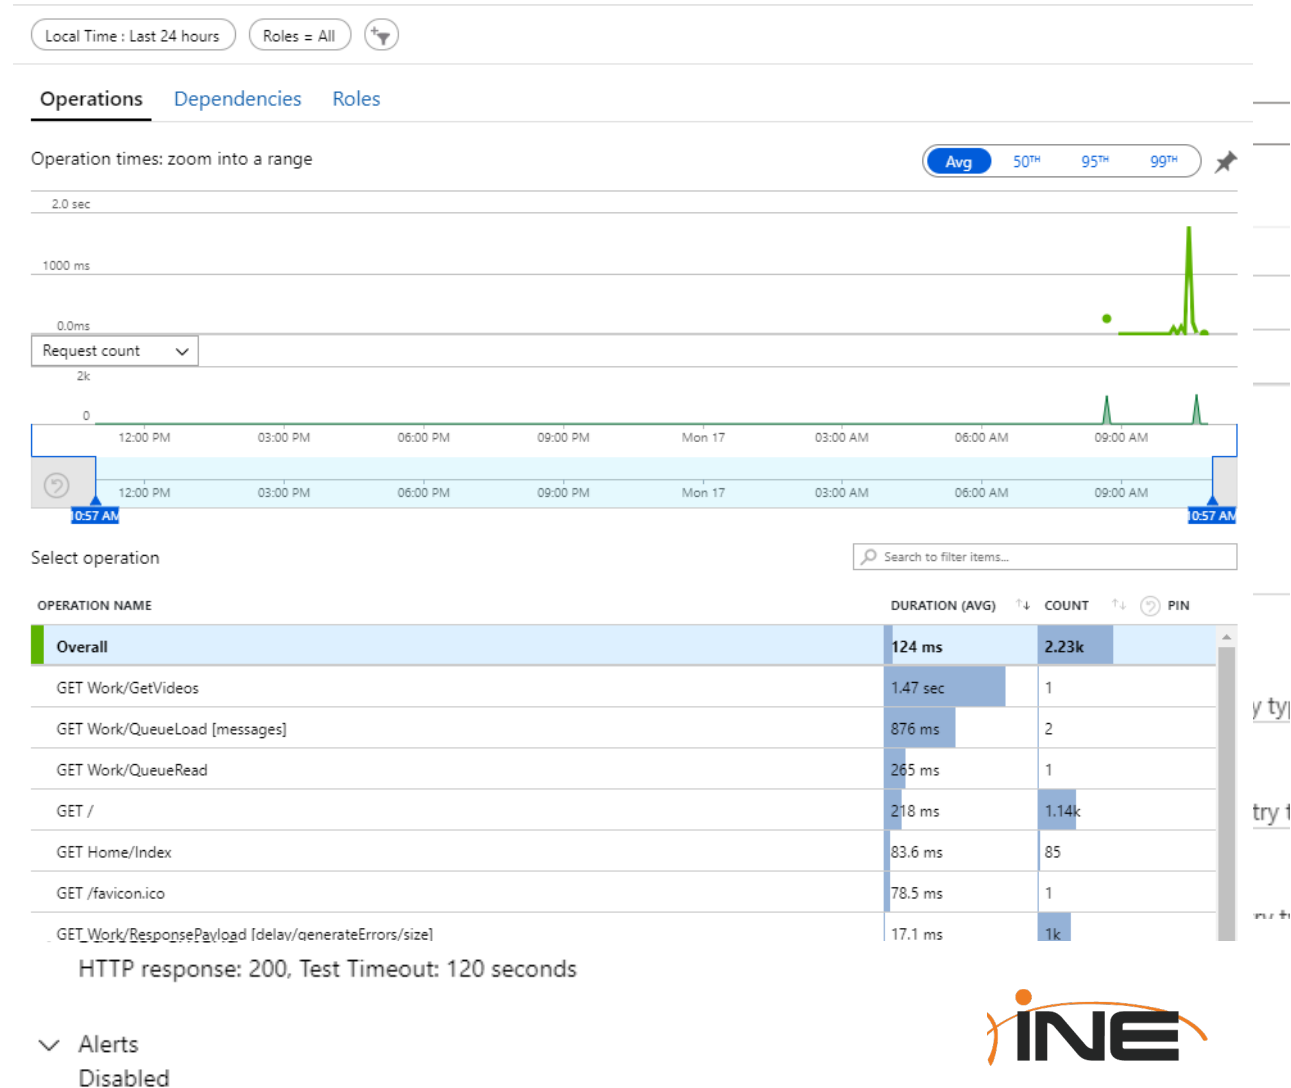 Local Time : Last 24 hours
Roles = All
Operations Dependencies Roles
Operation times: zoom into a range
Avg 50TH 95TH 99TH
2.0 sec
1000 ms
0.0ms
Request count
2k
0
12:00 PM 03:00 PM 06:00 PM 09:00 PM Mon 17 03:00 AM 06:00 AM 09:00 AM
12:00 PM 03:00 PM 06:00 PM 09:00 PM Mon 17 03:00 AM 06:00 AM 09:00 AM
10:57 AM 10:57 AM
Select operation
Search to filter items...
OPERATION NAME DURATION (AVG) COUNT PIN
Overall 124 ms 2.23k
GET Work/GetVideos 1.47 sec 1
GET Work/QueueLoad [messages] 876 ms 2
GET Work/QueueRead 265 ms 1
GET / 218 ms 1.14k
GET Home/Index 83.6 ms 85
GET /favicon.ico 78.5 ms 1
GET Work/ResponsePayload [delay/generateErrors/size] 17.1 ms 1k
HTTP response: 200, Test Timeout: 120 seconds
Alerts
Disabled
iNE